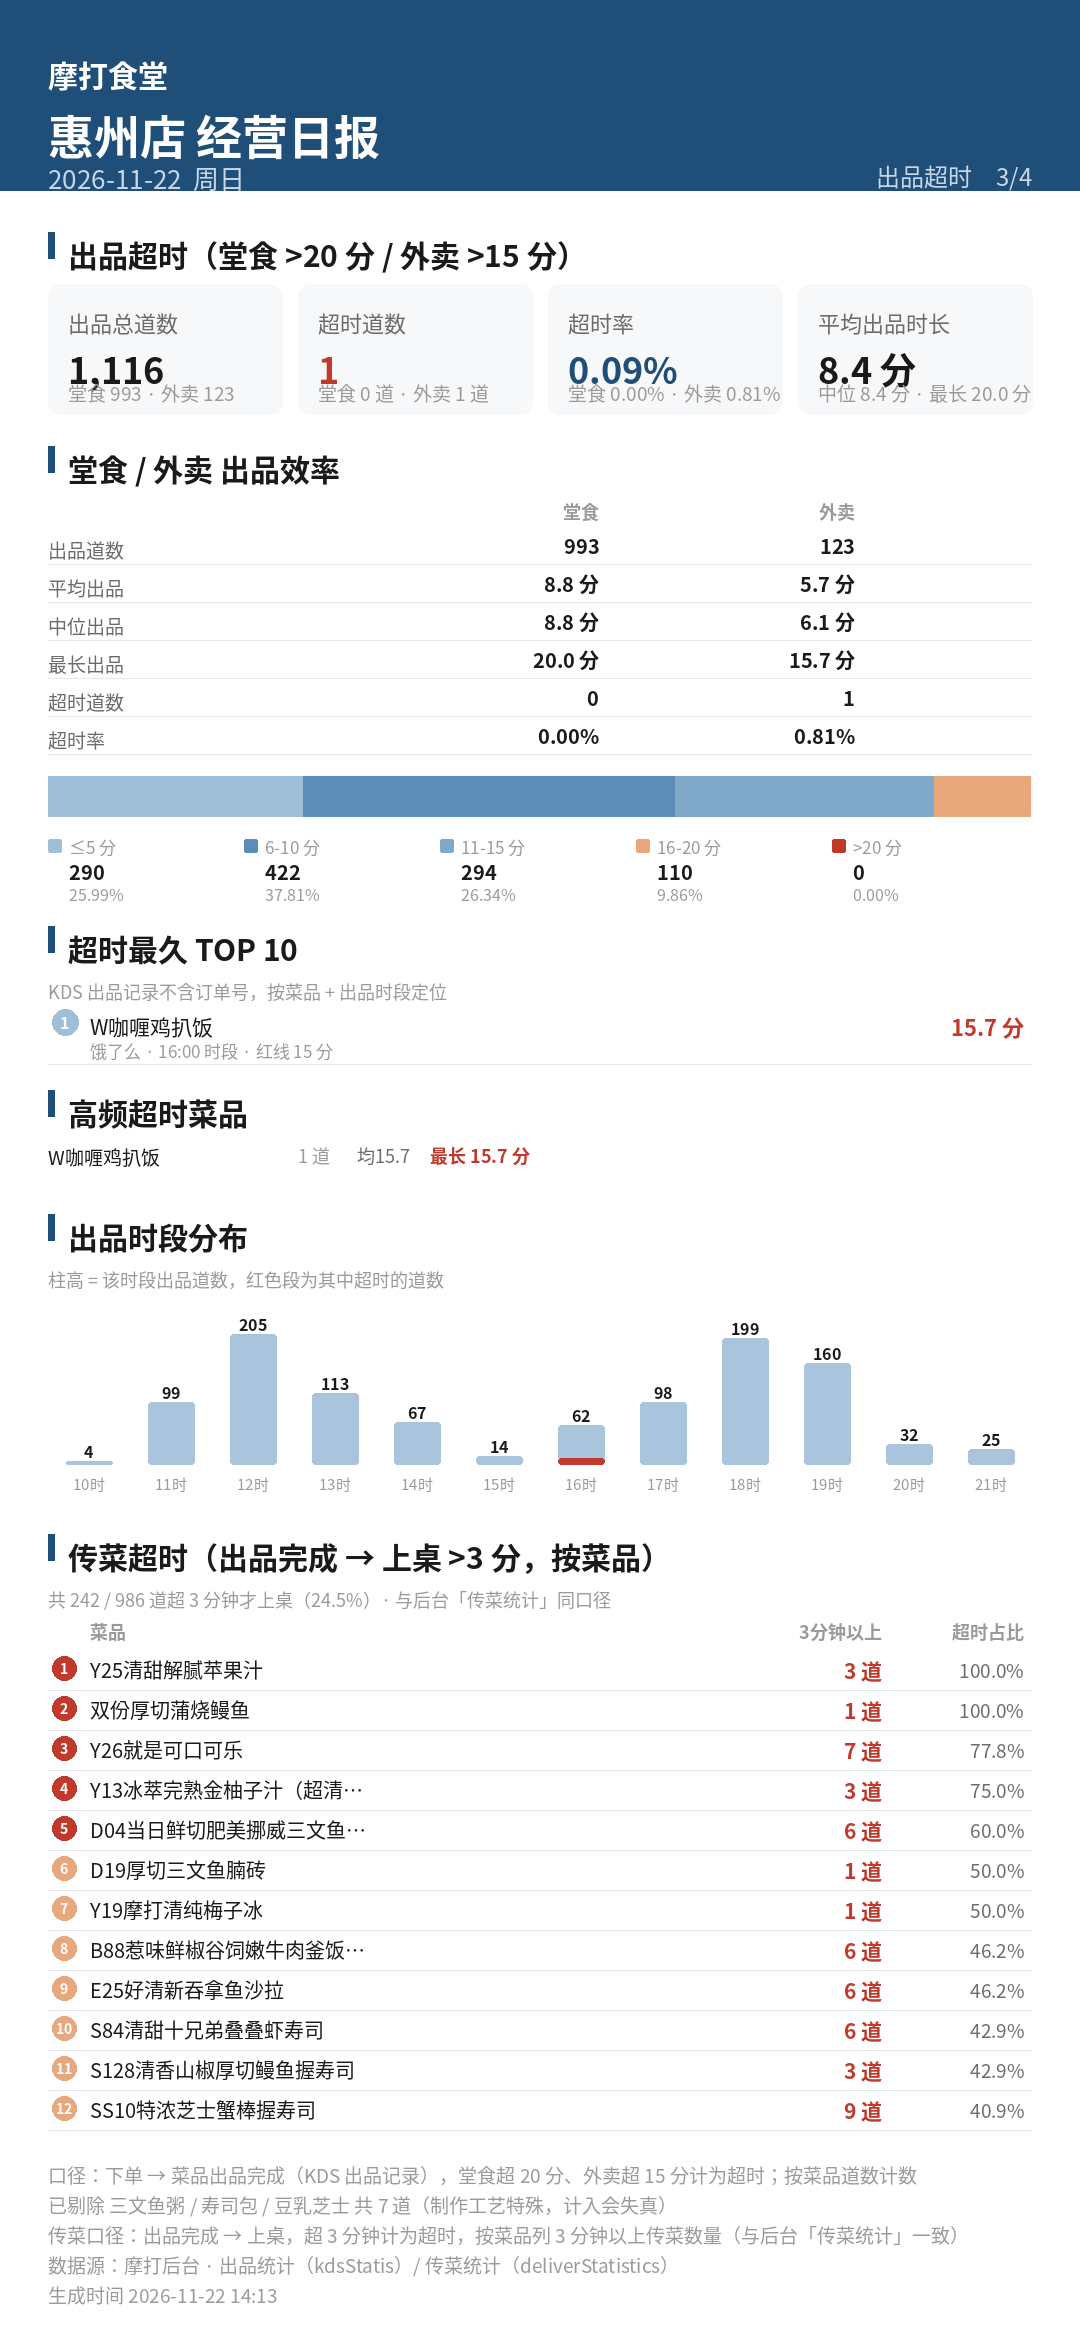 摩打食堂
惠州店 经营日报
2026-11-22 周日
出品超时 3/4
出品超时（堂食 >20 分 / 外卖 >15 分）
出品总道数 超时道数 超时率 平均出品时长
1,116 1 0.09% 8.4 分
堂食 993 · 外卖 123 堂食 0 道 · 外卖 1 道 堂食 0.00% · 外卖 0.81% 中位 8.4 分 · 最长 20.0 分
堂食 / 外卖 出品效率
堂食 外卖
出品道数 993 123
平均出品 8.8 分 5.7 分
中位出品 8.8 分 6.1 分
最长出品 20.0 分 15.7 分
超时道数 0 1
超时率 0.00% 0.81%
≤5 分 6-10 分 11-15 分 16-20 分 >20 分
290 422 294 110 0
25.99% 37.81% 26.34% 9.86% 0.00%
超时最久 TOP 10
KDS 出品记录不含订单号，按菜品 + 出品时段定位
1 W咖喱鸡扒饭 15.7 分
饿了么 · 16:00 时段 · 红线 15 分
高频超时菜品
W咖喱鸡扒饭 1 道 均15.7 最长 15.7 分
出品时段分布
柱高 = 该时段出品道数，红色段为其中超时的道数
4 99 205 113 67 14 62 98 199 160 32 25
10时 11时 12时 13时 14时 15时 16时 17时 18时 19时 20时 21时
传菜超时（出品完成 → 上桌 >3 分，按菜品）
共 242 / 986 道超 3 分钟才上桌（24.5%）· 与后台「传菜统计」同口径
菜品 3分钟以上 超时占比
1 Y25清甜解腻苹果汁 3 道 100.0%
2 双份厚切蒲烧鳗鱼 1 道 100.0%
3 Y26就是可口可乐 7 道 77.8%
4 Y13冰萃完熟金柚子汁（超清… 3 道 75.0%
5 D04当日鲜切肥美挪威三文鱼… 6 道 60.0%
6 D19厚切三文鱼腩砖 1 道 50.0%
7 Y19摩打清纯梅子冰 1 道 50.0%
8 B88惹味鲜椒谷饲嫩牛肉釜饭… 6 道 46.2%
9 E25好清新吞拿鱼沙拉 6 道 46.2%
10 S84清甜十兄弟叠叠虾寿司 6 道 42.9%
11 S128清香山椒厚切鳗鱼握寿司 3 道 42.9%
12 SS10特浓芝士蟹棒握寿司 9 道 40.9%
口径：下单 → 菜品出品完成（KDS 出品记录），堂食超 20 分、外卖超 15 分计为超时；按菜品道数计数
已剔除 三文鱼粥 / 寿司包 / 豆乳芝士 共 7 道（制作工艺特殊，计入会失真）
传菜口径：出品完成 → 上桌，超 3 分钟计为超时，按菜品列 3 分钟以上传菜数量（与后台「传菜统计」一致）
数据源：摩打后台 · 出品统计（kdsStatis）/ 传菜统计（deliverStatistics）
生成时间 2026-11-22 14:13